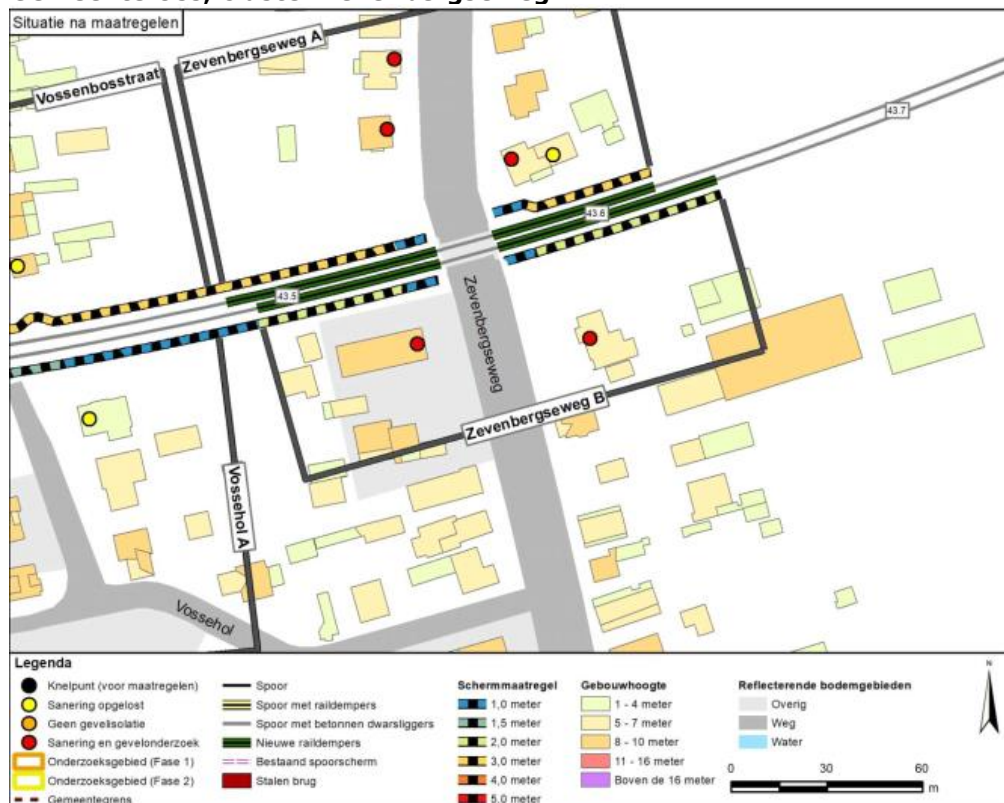 Situatie na maatregelen
Zevenbergseweg A
Vossenbosstraat
43.7
43.6
43.5
Zevenbergseweg
Zevenbergseweg B
Vossehol A
Vossehol
Legenda
Knelpunt (voor maatregelen)
Sanering opgelost
Geen gevelisolatie
Sanering en gevelonderzoek
Onderzoeksgebied (Fase 1)
Onderzoeksgebied (Fase 2)
Gemeentegrens
Spoor
Spoor met raildempers
Spoor met betonnen dwarsliggers
Nieuwe raildempers
Bestaand spoorscherm
Stalen brug
Schermmaatregel
1,0 meter
1,5 meter
2,0 meter
3,0 meter
4,0 meter
5,0 meter
Gebouwhoogte
1 - 4 meter
5 - 7 meter
8 - 10 meter
11 - 16 meter
Boven de 16 meter
Reflecterende bodemgebieden
Overig
Weg
Water
N
0 30 60
m